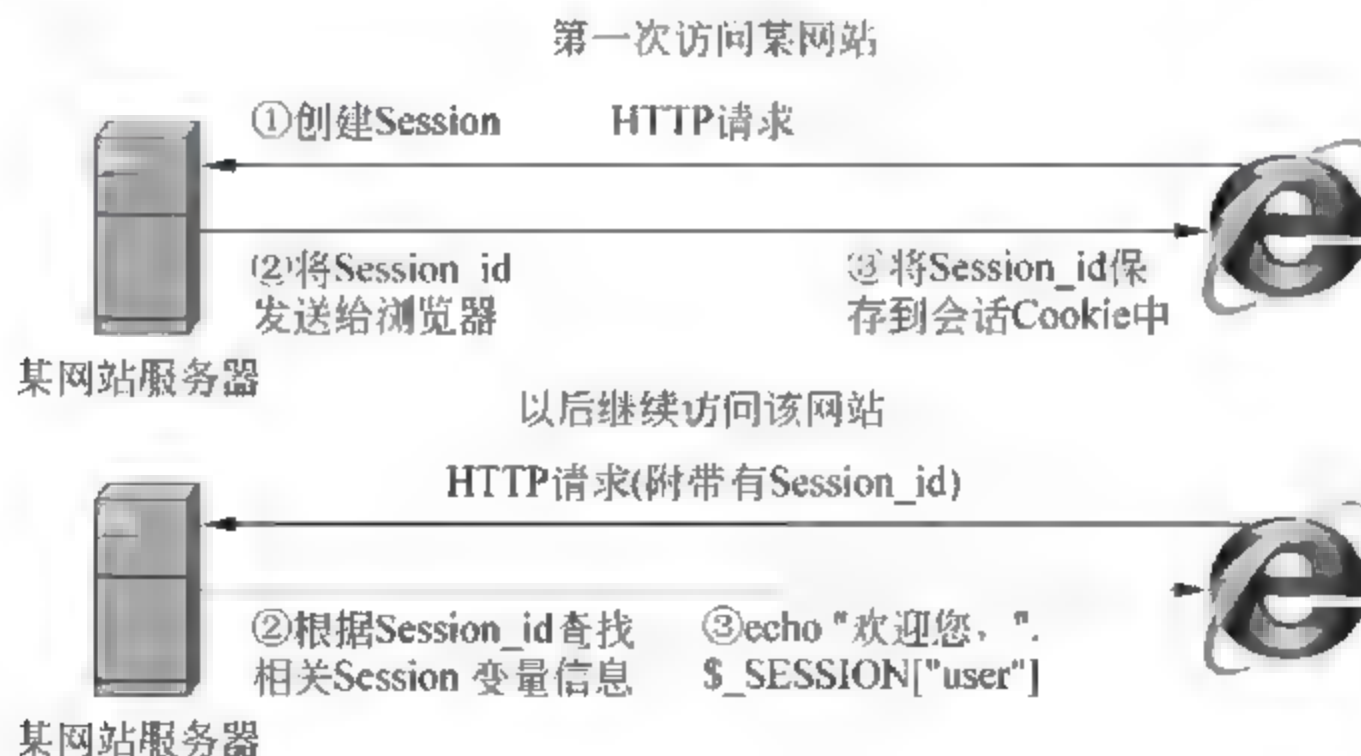 第一次访问某网站
①创建Session HTTP请求
②将Session id
发送给浏览器
③将Session_id保
存到会话Cookie中
某网站服务器
以后继续访问该网站
HTTP请求(附带有Session_id)
②根据Session_id查找
相关Session 变量信息
③echo "欢迎您，".
$_SESSION["user"]
某网站服务器